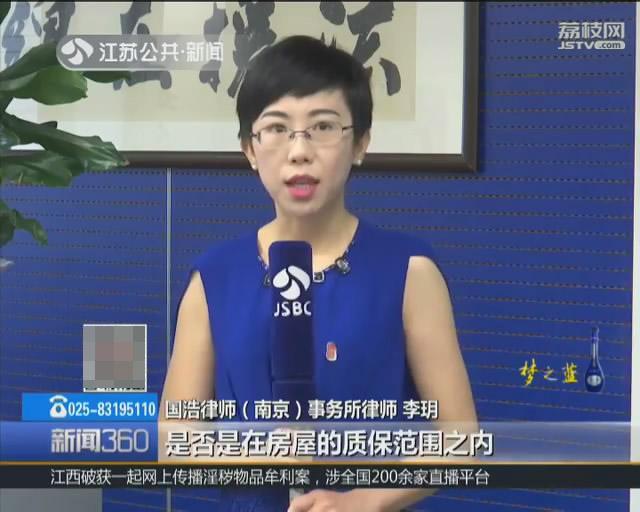 江苏公共·新闻
荔枝网
JSTV.com
JSBC
梦之蓝
025-83195110
国浩律师（南京）事务所律师 李玥
新闻360
是否是在房屋的质保范围之内
江西破获一起网上传播淫秽物品牟利案，涉全国200余家直播平台